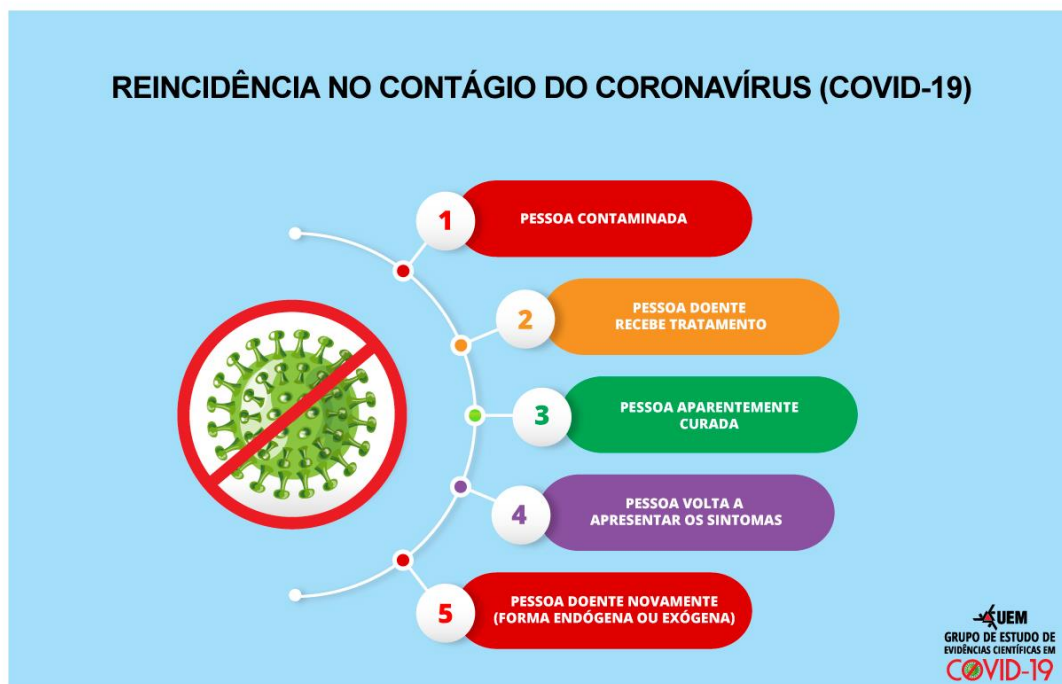 REINCIDÊNCIA NO CONTÁGIO DO CORONAVÍRUS (COVID-19)
1
PESSOA CONTAMINADA
2
PESSOA DOENTE
RECEBE TRATAMENTO
3
PESSOA APARENTEMENTE
CURADA
4
PESSOA VOLTA A
APRESENTAR OS SINTOMAS
5
PESSOA DOENTE NOVAMENTE
(FORMA ENDÓGENA OU EXÓGENA)
UEM
GRUPO DE ESTUDO DE
EVIDÊNCIAS CIENTÍFICAS EM
COVID-19